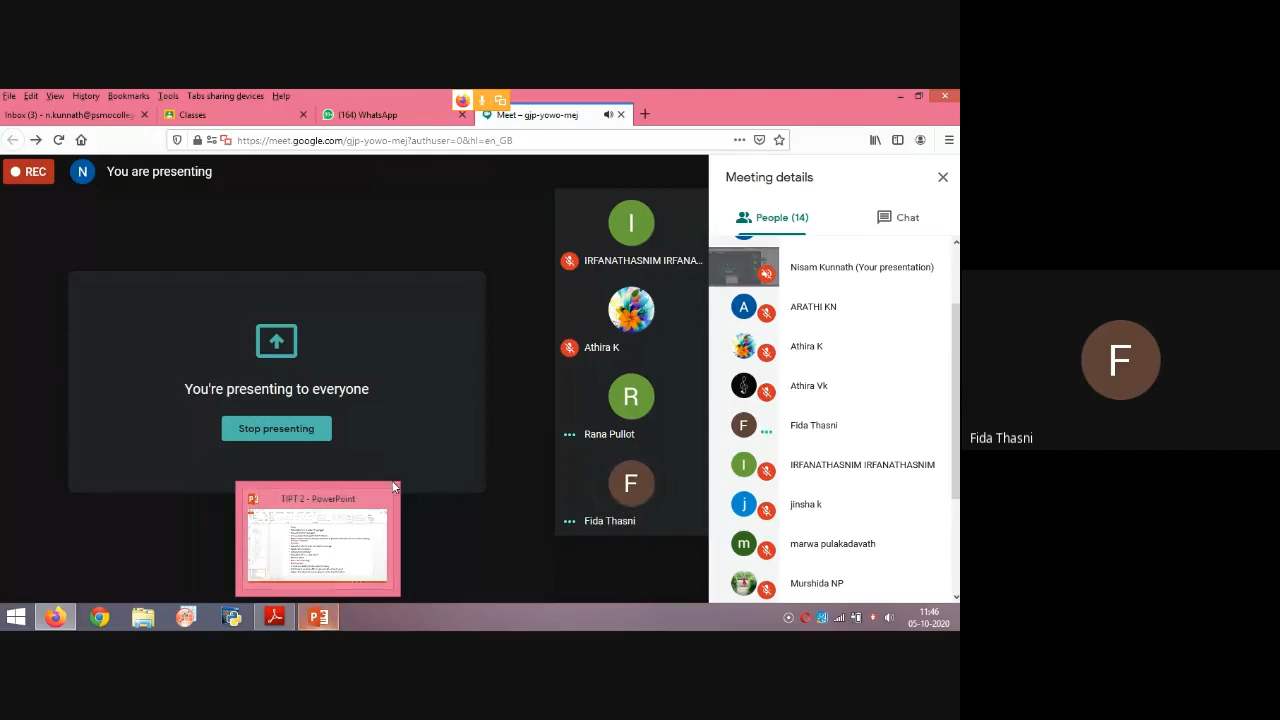 File Edit View History Bookmarks Tools Tabs sharing devices Help
Inbox (3) - n.kunnath@psmocolleg
Classes
(164) WhatsApp
Meet – gjp-yowo-mej
https://meet.google.com/gjp-yowo-mej?authuser=0&hl=en_GB
REC
N
You are presenting
You're presenting to everyone
Stop presenting
TIPT 2 - PowerPoint
I
IRFANATHASNIM IRFANA...
Athira K
R
Rana Pullot
F
Fida Thasni
Meeting details
People (14)
Chat
Nisam Kunnath (Your presentation)
A
ARATHI KN
Athira K
Athira Vk
F
Fida Thasni
I
IRFANATHASNIM IRFANATHASNIM
j
jinsha k
m
marwa pulakadavath
Murshida NP
11:46
05-10-2020
F
Fida Thasni